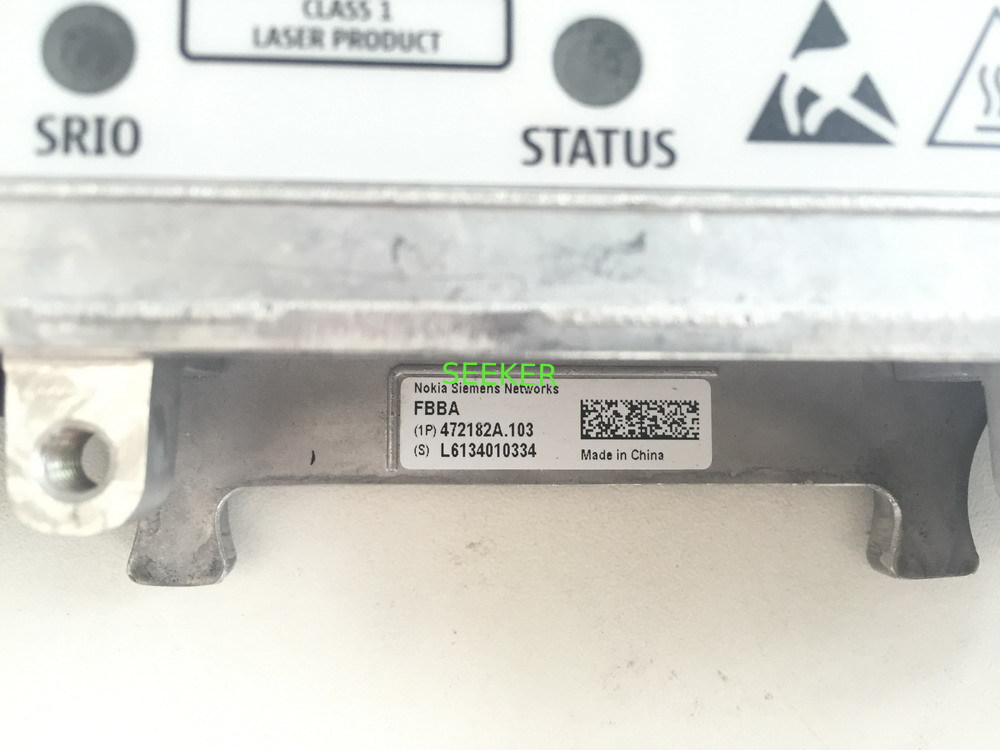 CLASS 1
LASER PRODUCT
SRIO
STATUS
SEEKER
Nokia Siemens Networks
FBBA
(1P) 472182A.103
(S) L6134010334
Made in China